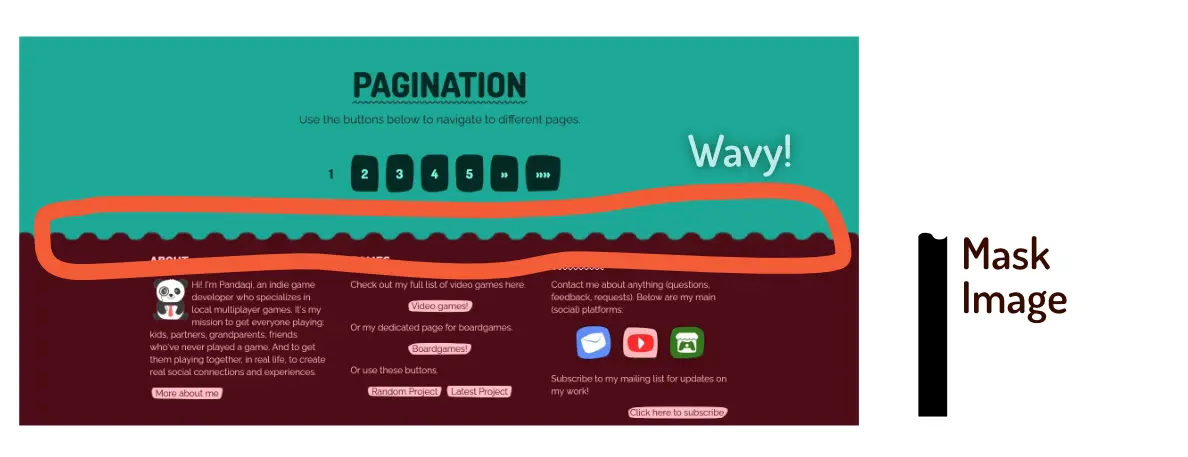 PAGINATION
Use the buttons below to navigate to different pages.
Wavy!
1 2 3 4 5 » »»
ABOUT
Hi! I'm Pandaqi, an indie game
developer who specializes in
local multiplayer games. It's my
mission to get everyone playing:
kids, partners, grandparents, friends
who've never played a game. And to get
them playing together, in real life, to create
real social connections and experiences.
More about me
GAMES
Check out my full list of video games here.
Video games!
Or my dedicated page for boardgames.
Boardgames!
Or use these buttons.
Random Project Latest Project
Contact me about anything (questions,
feedback, requests). Below are my main
(social) platforms:
Subscribe to my mailing list for updates on
my work!
Click here to subscribe.
Mask
Image